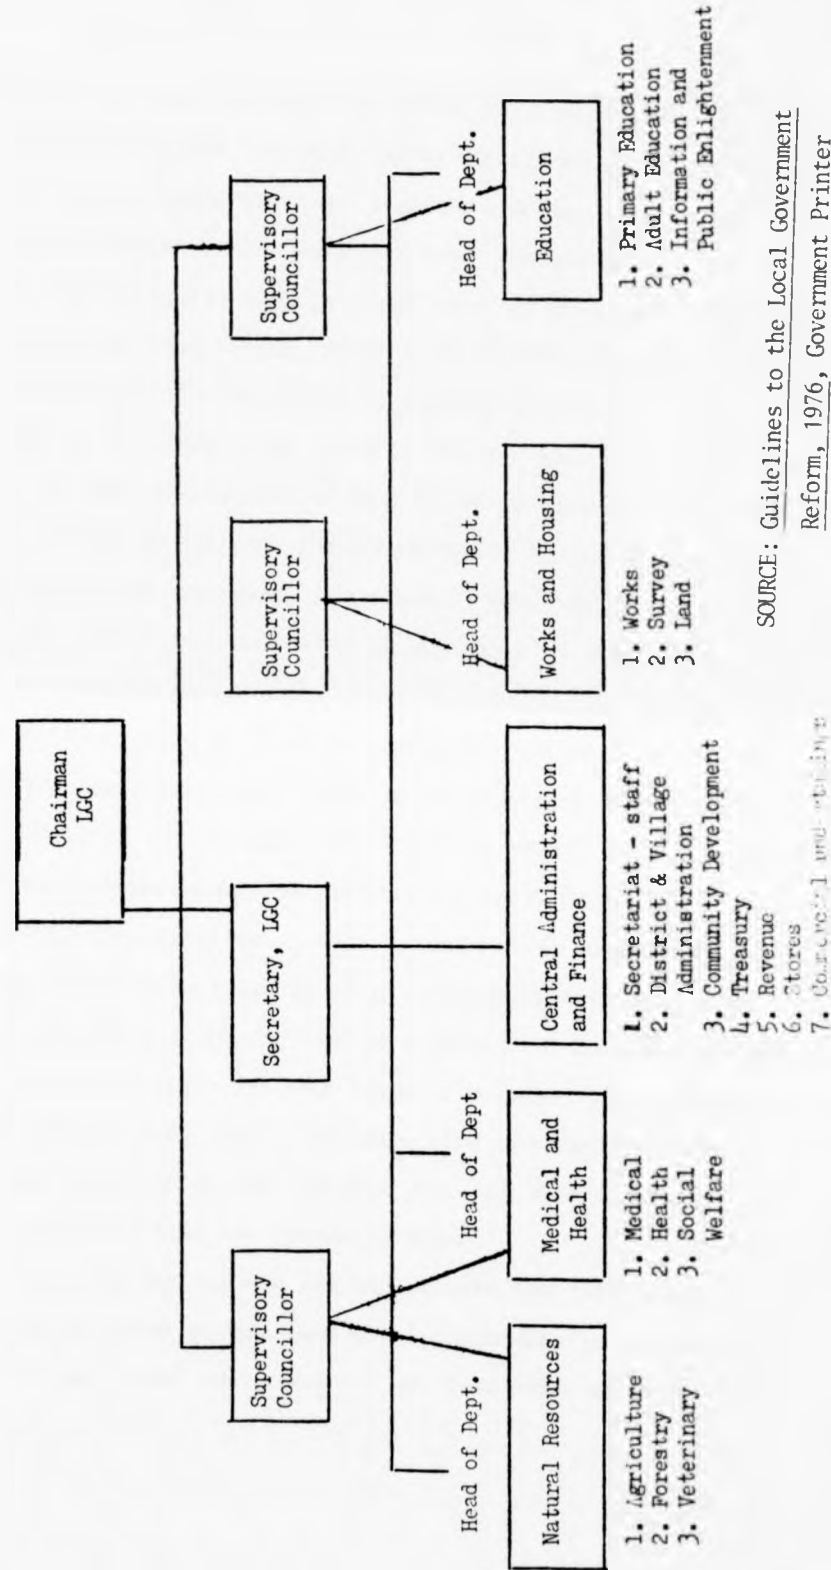 Chairman
LGC
Supervisory
Councillor
Secretary, LGC
Supervisory
Councillor
Supervisory
Councillor
Head of Dept.
Head of Dept
Head of Dept.
Head of Dept.
Natural Resources
Medical and
Health
Central Administration
and Finance
Works and Housing
Education
1. Agriculture
2. Forestry
3. Veterinary
1. Medical
2. Health
3. Social
Welfare
1. Secretariat - staff
2. District & Village
Administration
3. Community Development
4. Treasury
5. Revenue
6. Stores
7.
1. Works
2. Survey
3. Land
1. Primary Education
2. Adult Education
3. Information and
Public Enlightenment
SOURCE: Guidelines to the Local Government
Reform, 1976, Government Printer